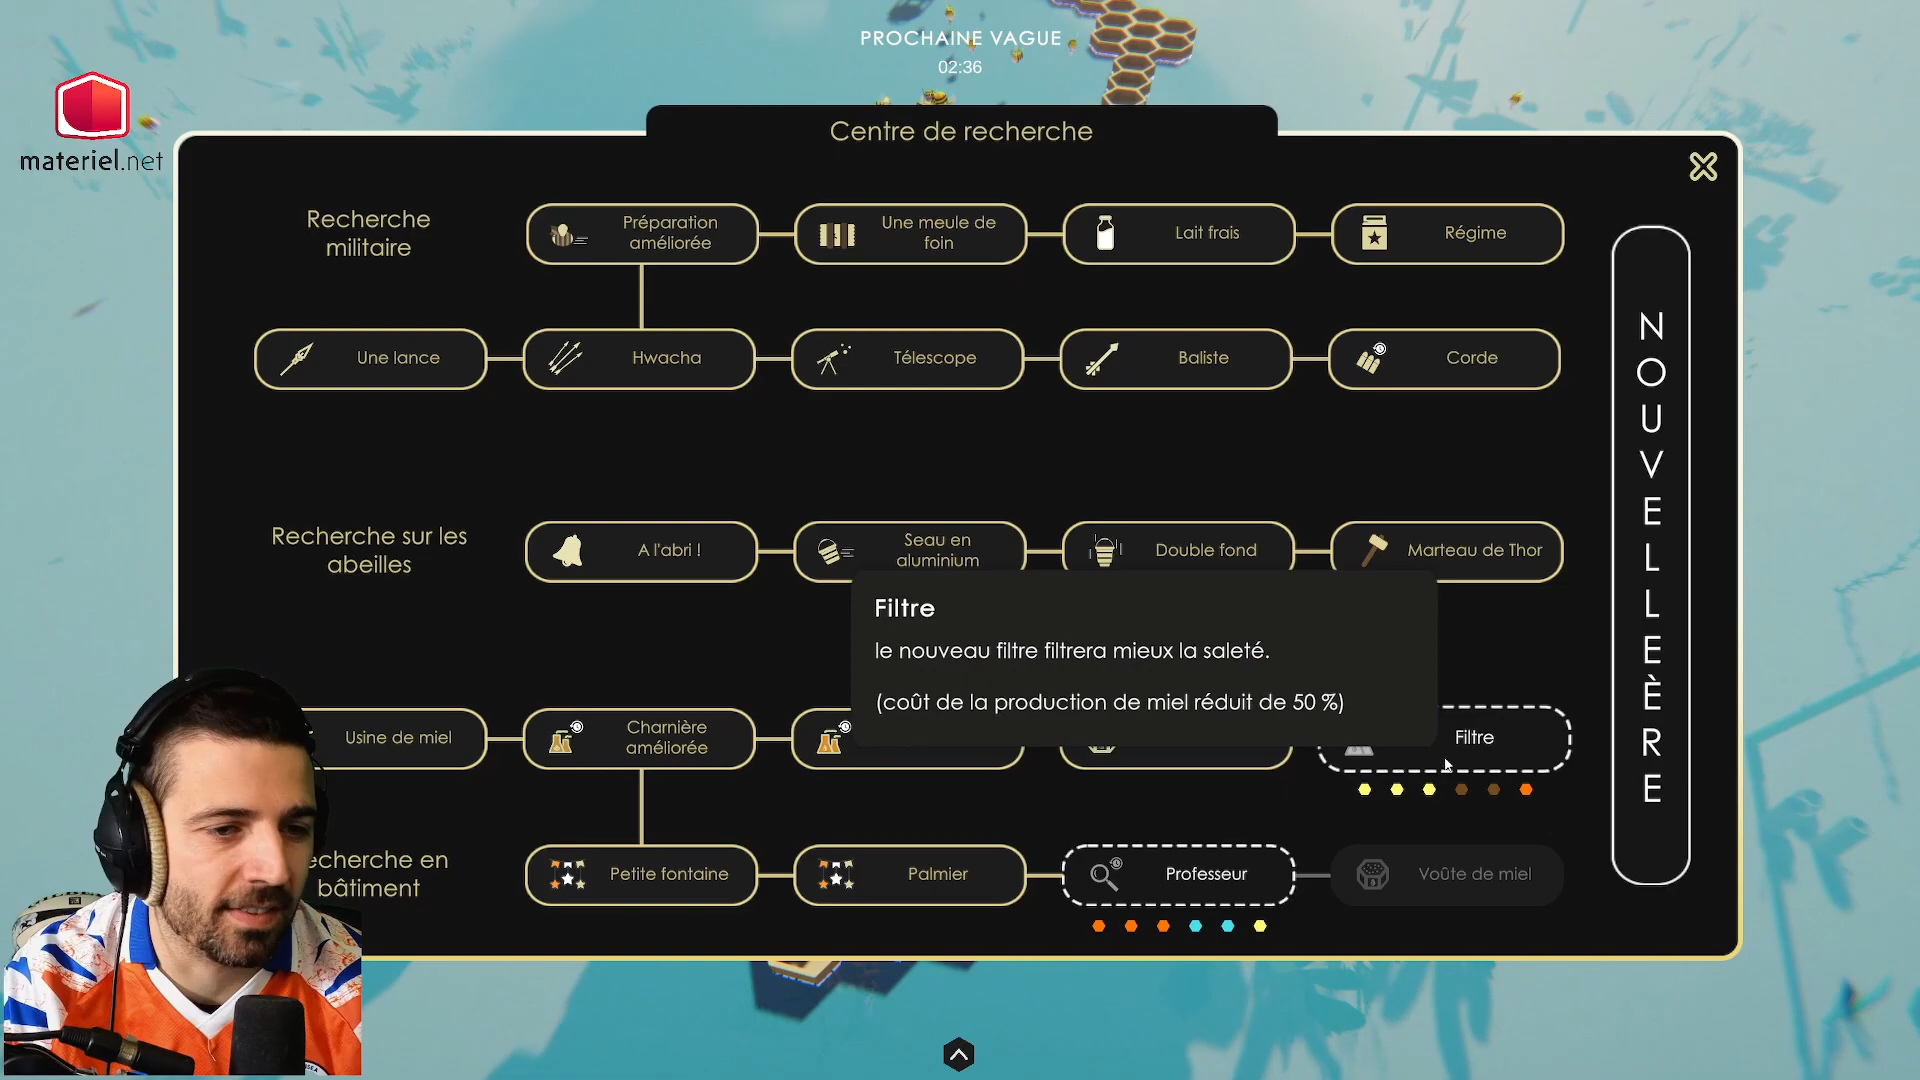 PROCHAINE VAGUE
02:36
materiel.net
Centre de recherche
Recherche
militaire
Préparation
améliorée
Une meule de
foin
Lait frais
Régime
Une lance
Hwacha
Télescope
Baliste
Corde
Recherche sur les
abeilles
A l'abri !
Seau en
aluminium
Double fond
Marteau de Thor
Filtre
le nouveau filtre filtrera mieux la saleté.
(coût de la production de miel réduit de 50 %)
Usine de miel
Charnière
améliorée
Filtre
echerche en
bâtiment
Petite fontaine
Palmier
Professeur
Voûte de miel
NOUVELLE ÈRE